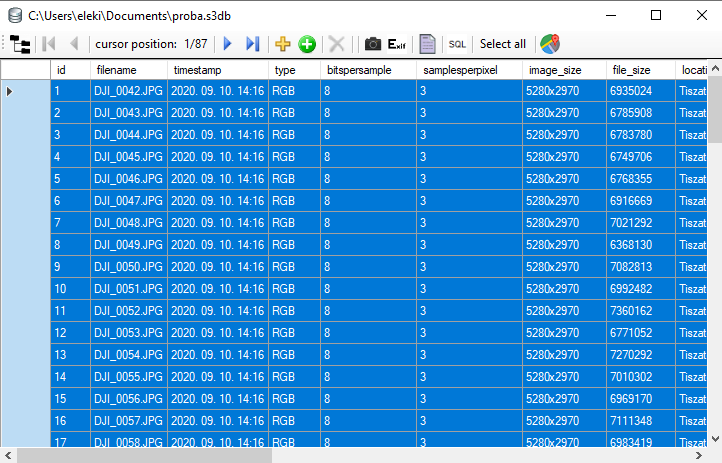 C:\Users\eleki\Documents\proba.s3db
cursor position: 1/87 Exif SQL Select all
id filename timestamp type bitspersample samplesperpixel image_size file_size locati
1 DJI_0042.JPG 2020. 09. 10. 14:16 RGB 8 3 5280x2970 6935024 Tiszat
2 DJI_0043.JPG 2020. 09. 10. 14:16 RGB 8 3 5280x2970 6785908 Tiszat
3 DJI_0044.JPG 2020. 09. 10. 14:16 RGB 8 3 5280x2970 6783780 Tiszat
4 DJI_0045.JPG 2020. 09. 10. 14:16 RGB 8 3 5280x2970 6749706 Tiszat
5 DJI_0046.JPG 2020. 09. 10. 14:16 RGB 8 3 5280x2970 6768355 Tiszat
6 DJI_0047.JPG 2020. 09. 10. 14:16 RGB 8 3 5280x2970 6916669 Tiszat
7 DJI_0048.JPG 2020. 09. 10. 14:16 RGB 8 3 5280x2970 7021292 Tiszat
8 DJI_0049.JPG 2020. 09. 10. 14:16 RGB 8 3 5280x2970 6368130 Tiszat
9 DJI_0050.JPG 2020. 09. 10. 14:16 RGB 8 3 5280x2970 7082813 Tiszat
10 DJI_0051.JPG 2020. 09. 10. 14:16 RGB 8 3 5280x2970 6992482 Tiszat
11 DJI_0052.JPG 2020. 09. 10. 14:16 RGB 8 3 5280x2970 7360162 Tiszat
12 DJI_0053.JPG 2020. 09. 10. 14:16 RGB 8 3 5280x2970 6771052 Tiszat
13 DJI_0054.JPG 2020. 09. 10. 14:16 RGB 8 3 5280x2970 7270292 Tiszat
14 DJI_0055.JPG 2020. 09. 10. 14:16 RGB 8 3 5280x2970 7010302 Tiszat
15 DJI_0056.JPG 2020. 09. 10. 14:16 RGB 8 3 5280x2970 6969170 Tiszat
16 DJI_0057.JPG 2020. 09. 10. 14:16 RGB 8 3 5280x2970 7111348 Tiszat
17 DJI_0058.JPG 2020. 09. 10. 14:16 RGB 8 3 5280x2970 6983419 Tiszat